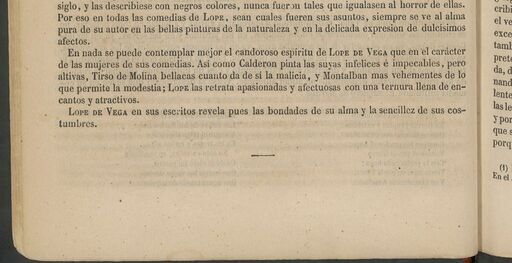 siglo, y las describiese con negros colores, nunca fueron tales que igualasen al horror de ellas.
Por eso en todas las comedias de LOPE, sean cuales fueren sus asuntos, siempre se ve al alma
pura de su autor en las bellas pinturas de la naturaleza y en la delicada expresion de dulcísimos
afectos.
En nada se puede contemplar mejor el candoroso espíritu de LOPE DE VEGA que en el carácter
de las mujeres de sus comedias. Así como Calderon pinta las suyas infelices é impecables, pero
altivas, Tirso de Molina bellacas cuanto da de sí la malicia, y Montalban mas vehementes de lo
que permite la modestia; LOPE las retrata apasionadas y afectuosas con una ternura llena de en-
cantos y atractivos.
LOPE DE VEGA en sus escritos revela pues las bondades de su alma y la sencillez de sus cos-
tumbres.
siglo
cribi
el ve
exce
tamb
prete
da, d
nand
lente
las le
y por
que s
porq
(1)
En el